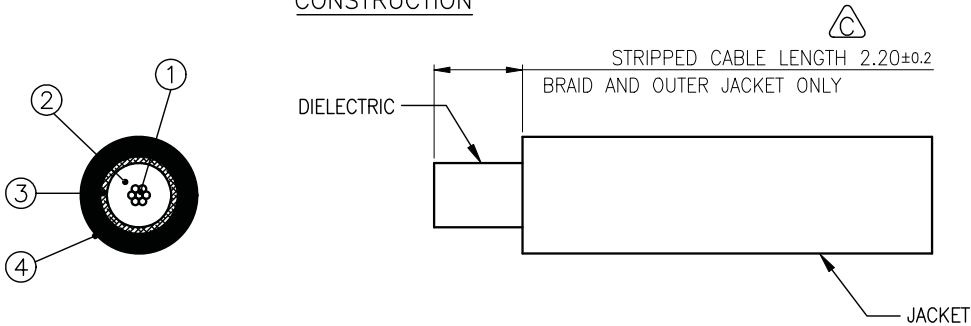 CONSTRUCTION
C
STRIPPED CABLE LENGTH 2.20±0.2
BRAID AND OUTER JACKET ONLY
DIELECTRIC
1
2
3
4
JACKET